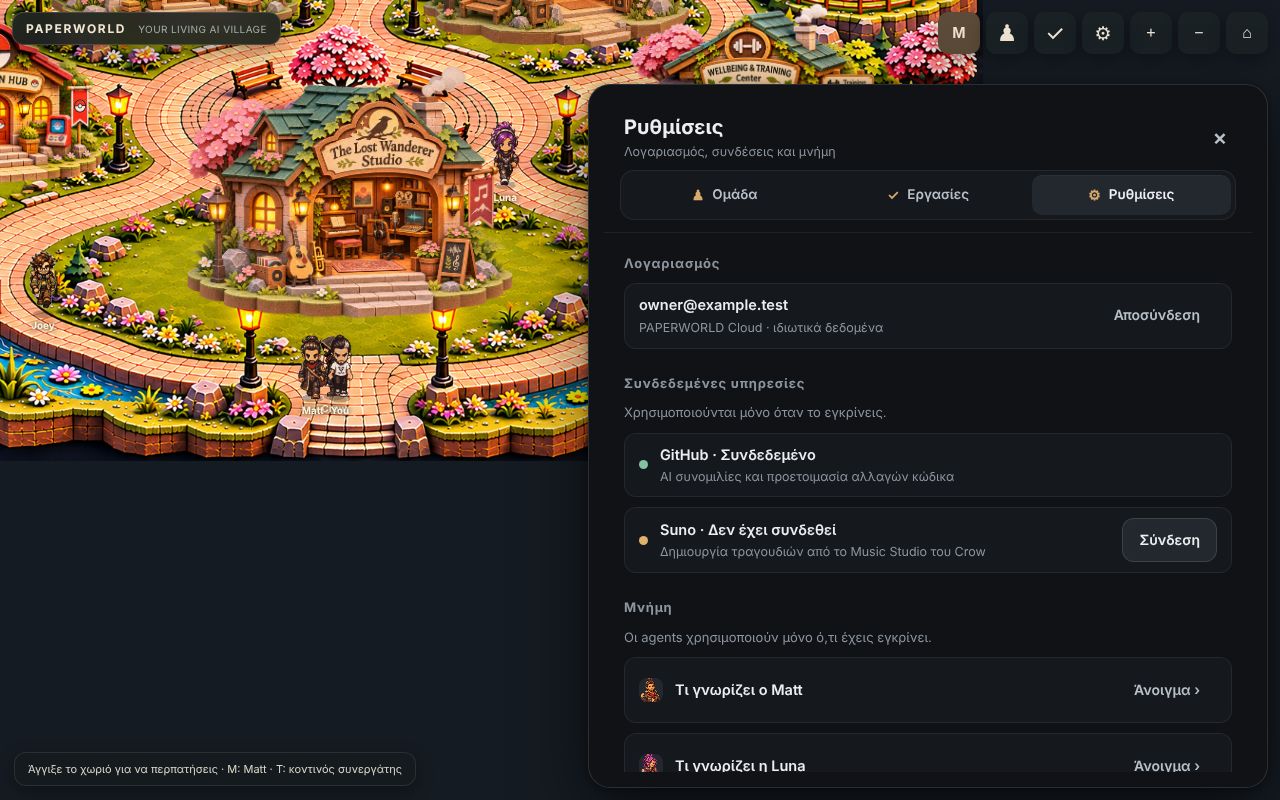 PAPERWORLD YOUR LIVING AI VILLAGE
M
N HUB
WELLBEING & TRAINING
Center
Training
The Lost Wanderer
Studio
Luna
Joey
Matt
You
Ρυθμίσεις
Λογαριασμός, συνδέσεις και μνήμη
Ομάδα
Εργασίες
Ρυθμίσεις
Λογαριασμός
owner@example.test
PAPERWORLD Cloud · ιδιωτικά δεδομένα
Αποσύνδεση
Συνδεδεμένες υπηρεσίες
Χρησιμοποιούνται μόνο όταν το εγκρίνεις.
GitHub · Συνδεδεμένο
AI συνομιλίες και προετοιμασία αλλαγών κώδικα
Suno · Δεν έχει συνδεθεί
Δημιουργία τραγουδιών από το Music Studio του Crow
Σύνδεση
Μνήμη
Οι agents χρησιμοποιούν μόνο ό,τι έχεις εγκρίνει.
Τι γνωρίζει ο Matt
Άνοιγμα ›
Τι γνωρίζει η Luna
Άνοιγμα ›
Άγγιξε το χωριό για να περπατήσεις · M: Matt · T: κοντινός συνεργάτης